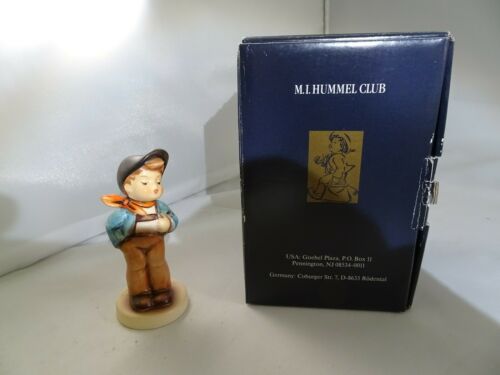 M.I. HUMMEL CLUB
USA: Goebel Plaza, P.O. Box 11
Pennington, NJ 08534-0011
Germany: Coburger Str. 7, D-8633 Rödental